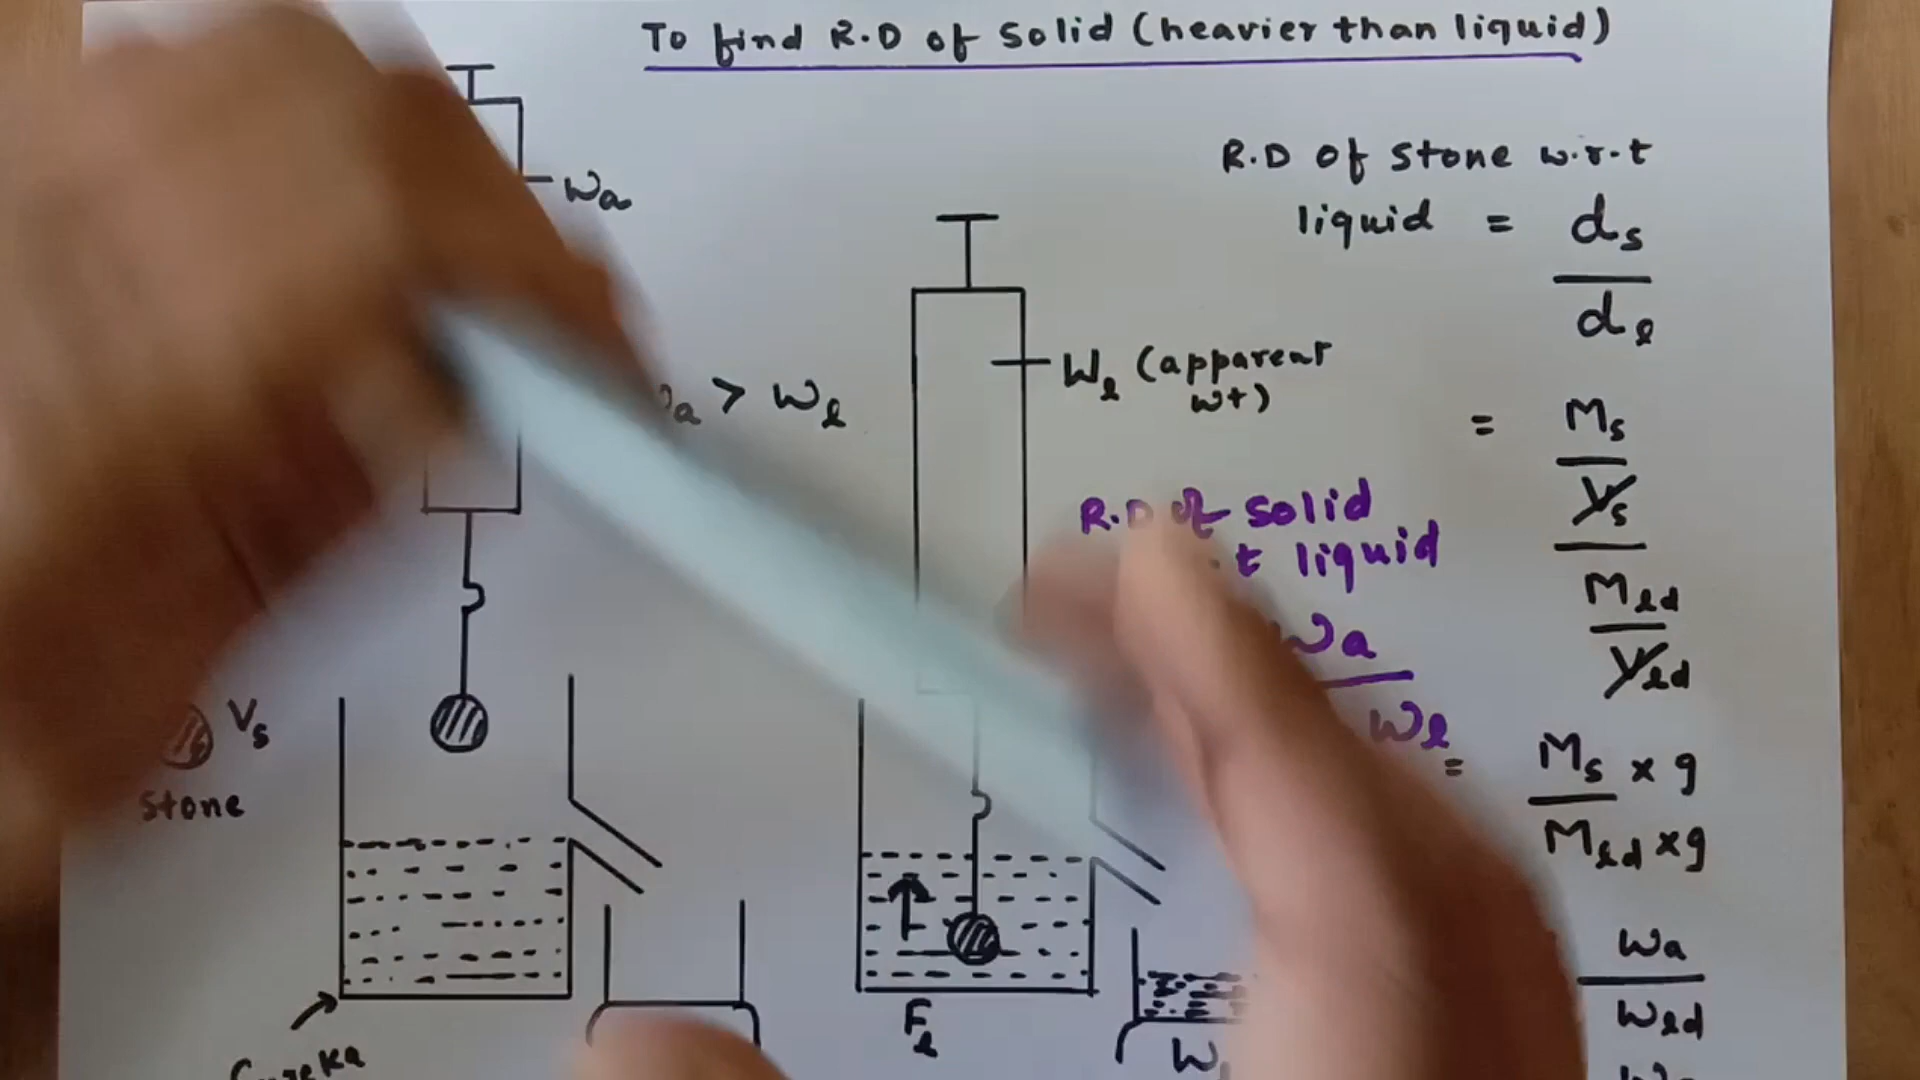 To find R.D of Solid (heavier than liquid)
Wa
R.D of stone w.r.t
liquid = ds
dl
> Wl
Wl (apparent
wt)
= Ms
Vs
Mld
Vld
R.D of solid
t liquid
Wa
Wl
= Ms x g
Mld x g
Vs
Stone
Wa
Wld
Fl